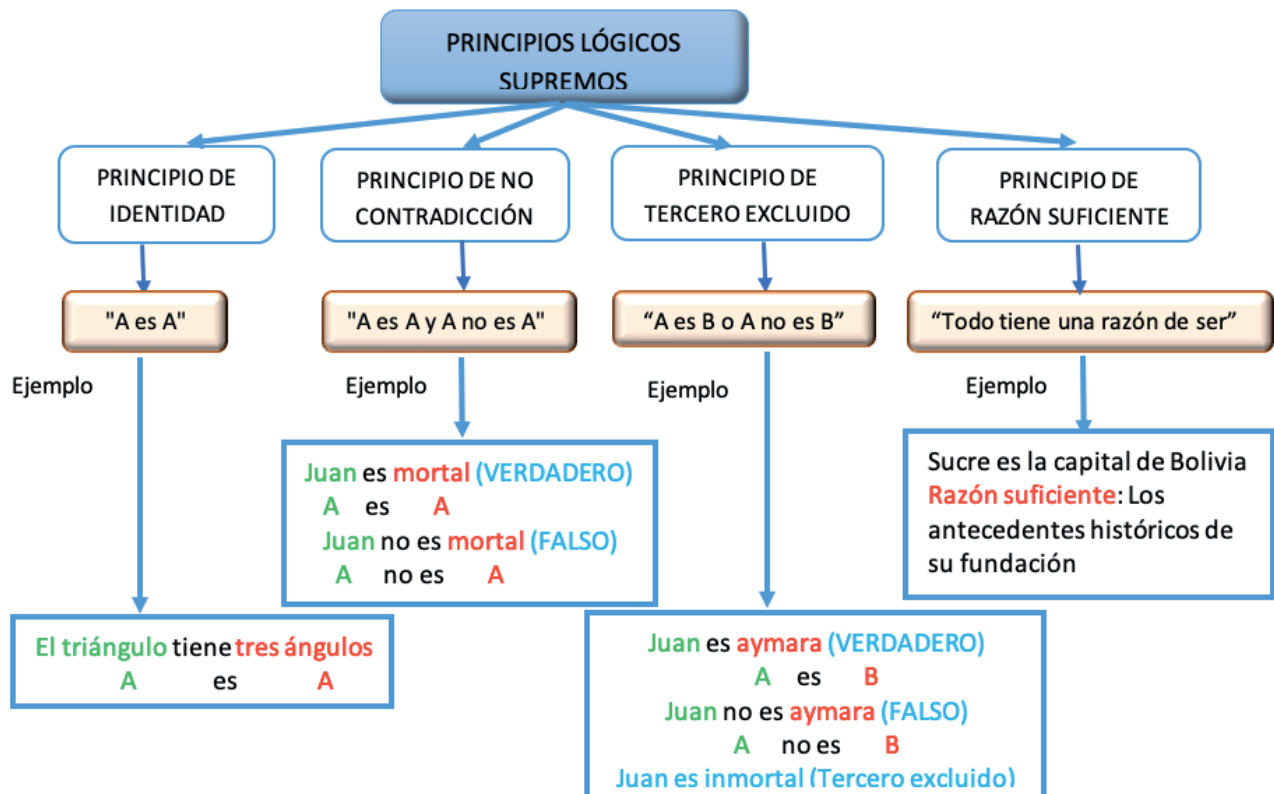 PRINCIPIOS LÓGICOS
SUPREMOS
PRINCIPIO DE
IDENTIDAD
PRINCIPIO DE NO
CONTRADICCIÓN
PRINCIPIO DE
TERCERO EXCLUIDO
PRINCIPIO DE
RAZÓN SUFICIENTE
"A es A"
"A es A y A no es A"
“A es B o A no es B”
“Todo tiene una razón de ser”
Ejemplo
Ejemplo
Ejemplo
Ejemplo
El triángulo tiene tres ángulos
A es A
Juan es mortal (VERDADERO)
A es A
Juan no es mortal (FALSO)
A no es A
Juan es aymara (VERDADERO)
A es B
Juan no es aymara (FALSO)
A no es B
Juan es inmortal (Tercero excluido)
Sucre es la capital de Bolivia
Razón suficiente: Los
antecedentes históricos de
su fundación